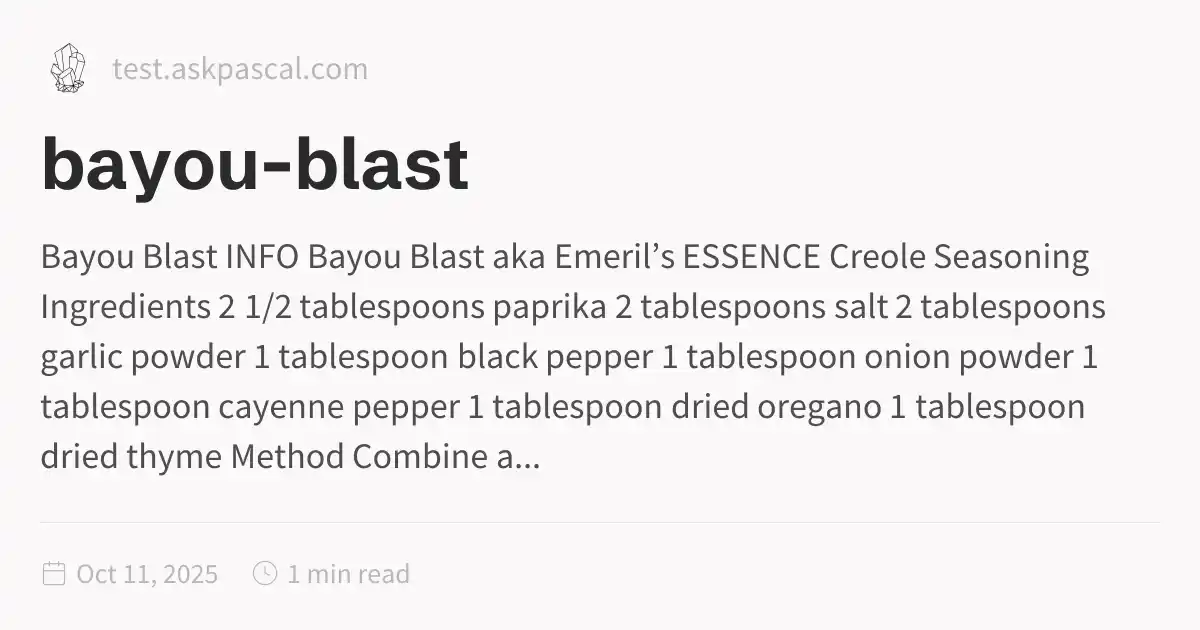 test.askpascal.com
bayou-blast
Bayou Blast INFO Bayou Blast aka Emeril’s ESSENCE Creole Seasoning
Ingredients 2 1/2 tablespoons paprika 2 tablespoons salt 2 tablespoons
garlic powder 1 tablespoon black pepper 1 tablespoon onion powder 1
tablespoon cayenne pepper 1 tablespoon dried oregano 1 tablespoon
dried thyme Method Combine a...
Oct 11, 2025 1 min read